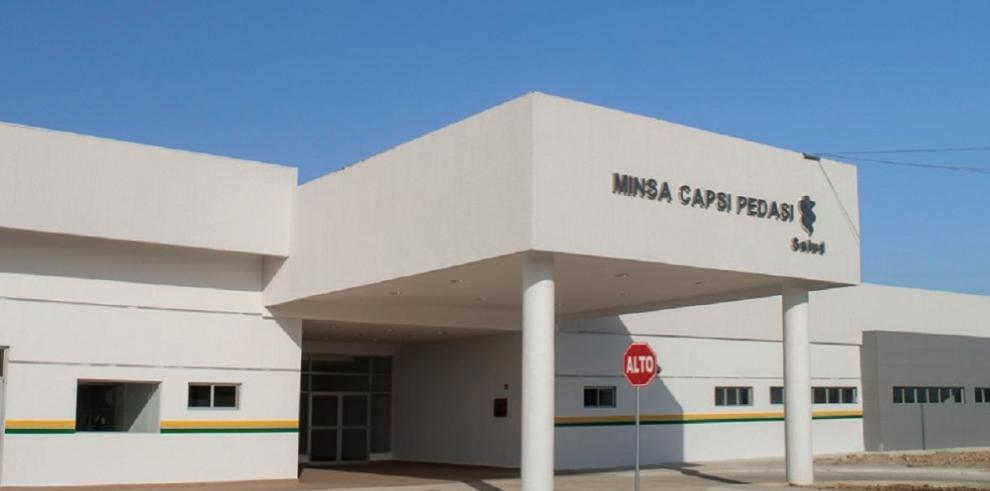 MINSA CAPSI PEDASI
Salud
ALTO